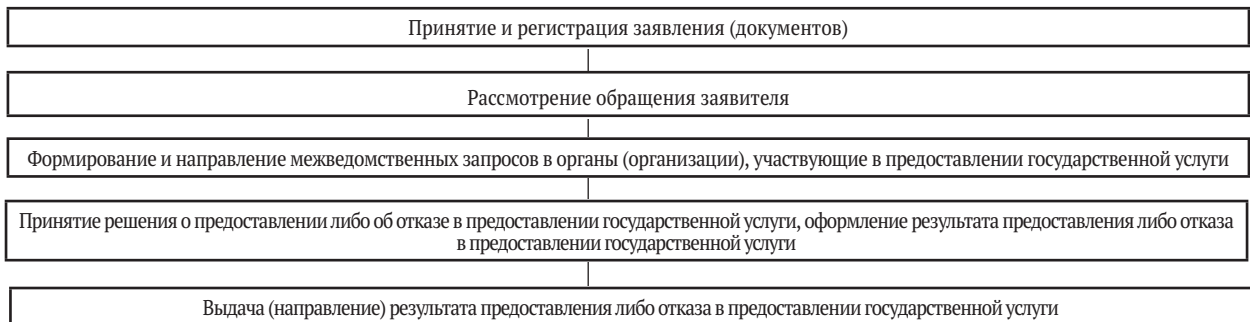 Принятие и регистрация заявления (документов)
Рассмотрение обращения заявителя
Формирование и направление межведомственных запросов в органы (организации), участвующие в предоставлении государственной услуги
Принятие решения о предоставлении либо об отказе в предоставлении государственной услуги, оформление результата предоставления либо отказа
в предоставлении государственной услуги
Выдача (направление) результата предоставления либо отказа в предоставлении государственной услуги